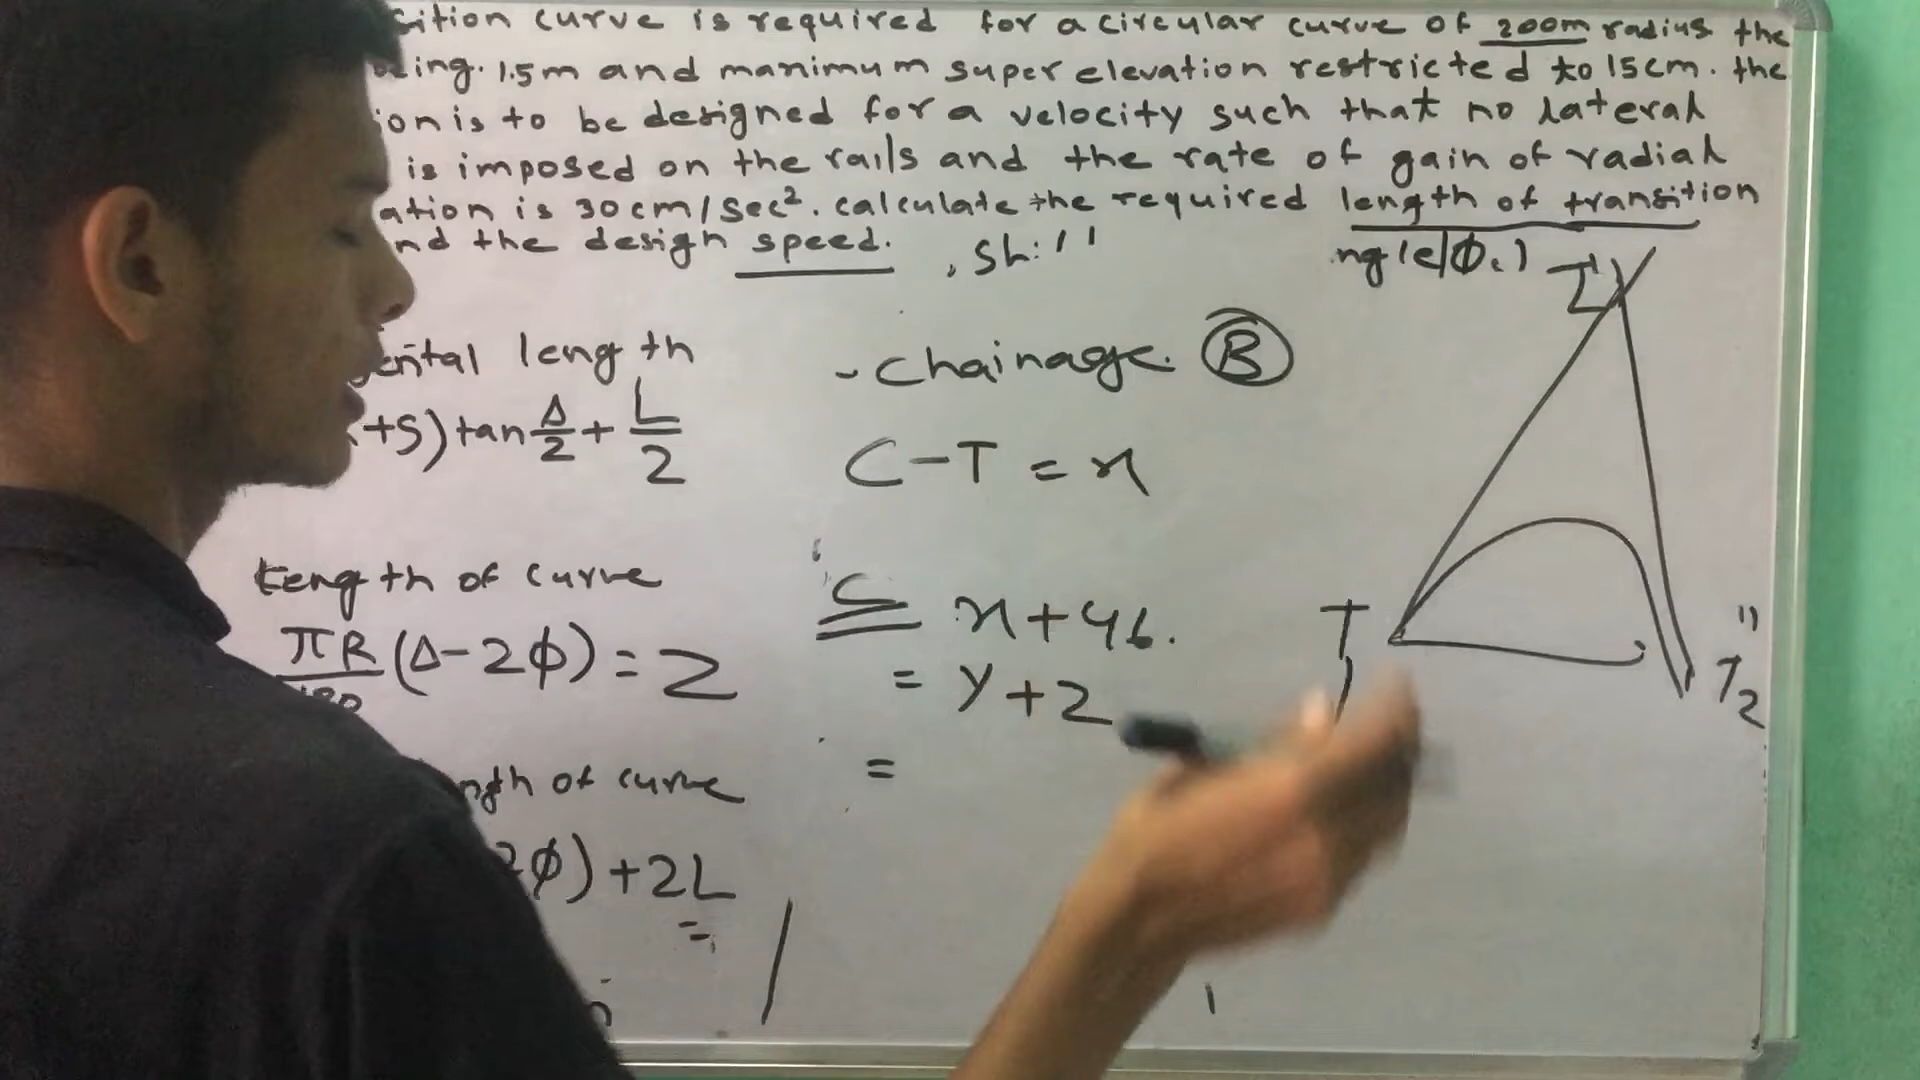 sition curve is required for a circular curve of 200m radius the
ing. 1.5m and manimum super elevation restricted to 15cm. the
ion is to be designed for a velocity such that no lateral
is imposed on the rails and the rate of gain of radial
ation is 30cm/sec². calculate the required length of transition
nd the design speed. , sh:11
ngle/Φ.)
I
ental length
+S) tan Δ/2 + L/2
- chainage. B
C - T = x
Length of curve
πR/180 (Δ - 2Φ) = Z
C x + 46.
= y + 2
=
T
T2
ngth of curve
2Φ) + 2L
=